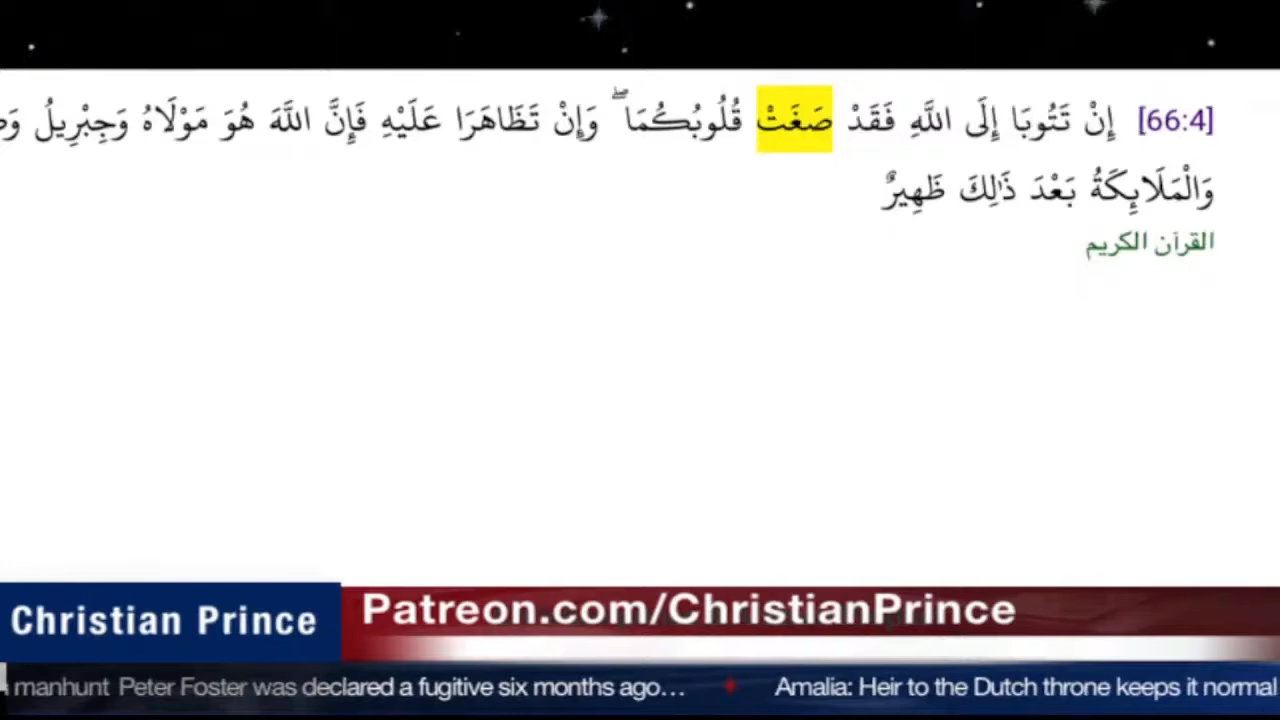 [66:4] إِنْ تَتُوبَا إِلَى اللَّهِ فَقَدْ صَغَتْ قُلُوبُكُمَا ۖ وَإِنْ تَظَاهَرَا عَلَيْهِ فَإِنَّ اللَّهَ هُوَ مَوْلَاهُ وَجِبْرِيلُ
وَالْمَلَائِكَةُ بَعْدَ ذَٰلِكَ ظَهِيرٌ
القرآن الكريم
Christian Prince
Patreon.com/ChristianPrince
manhunt Peter Foster was declared a fugitive six months ago... Amalia: Heir to the Dutch throne keeps it normal